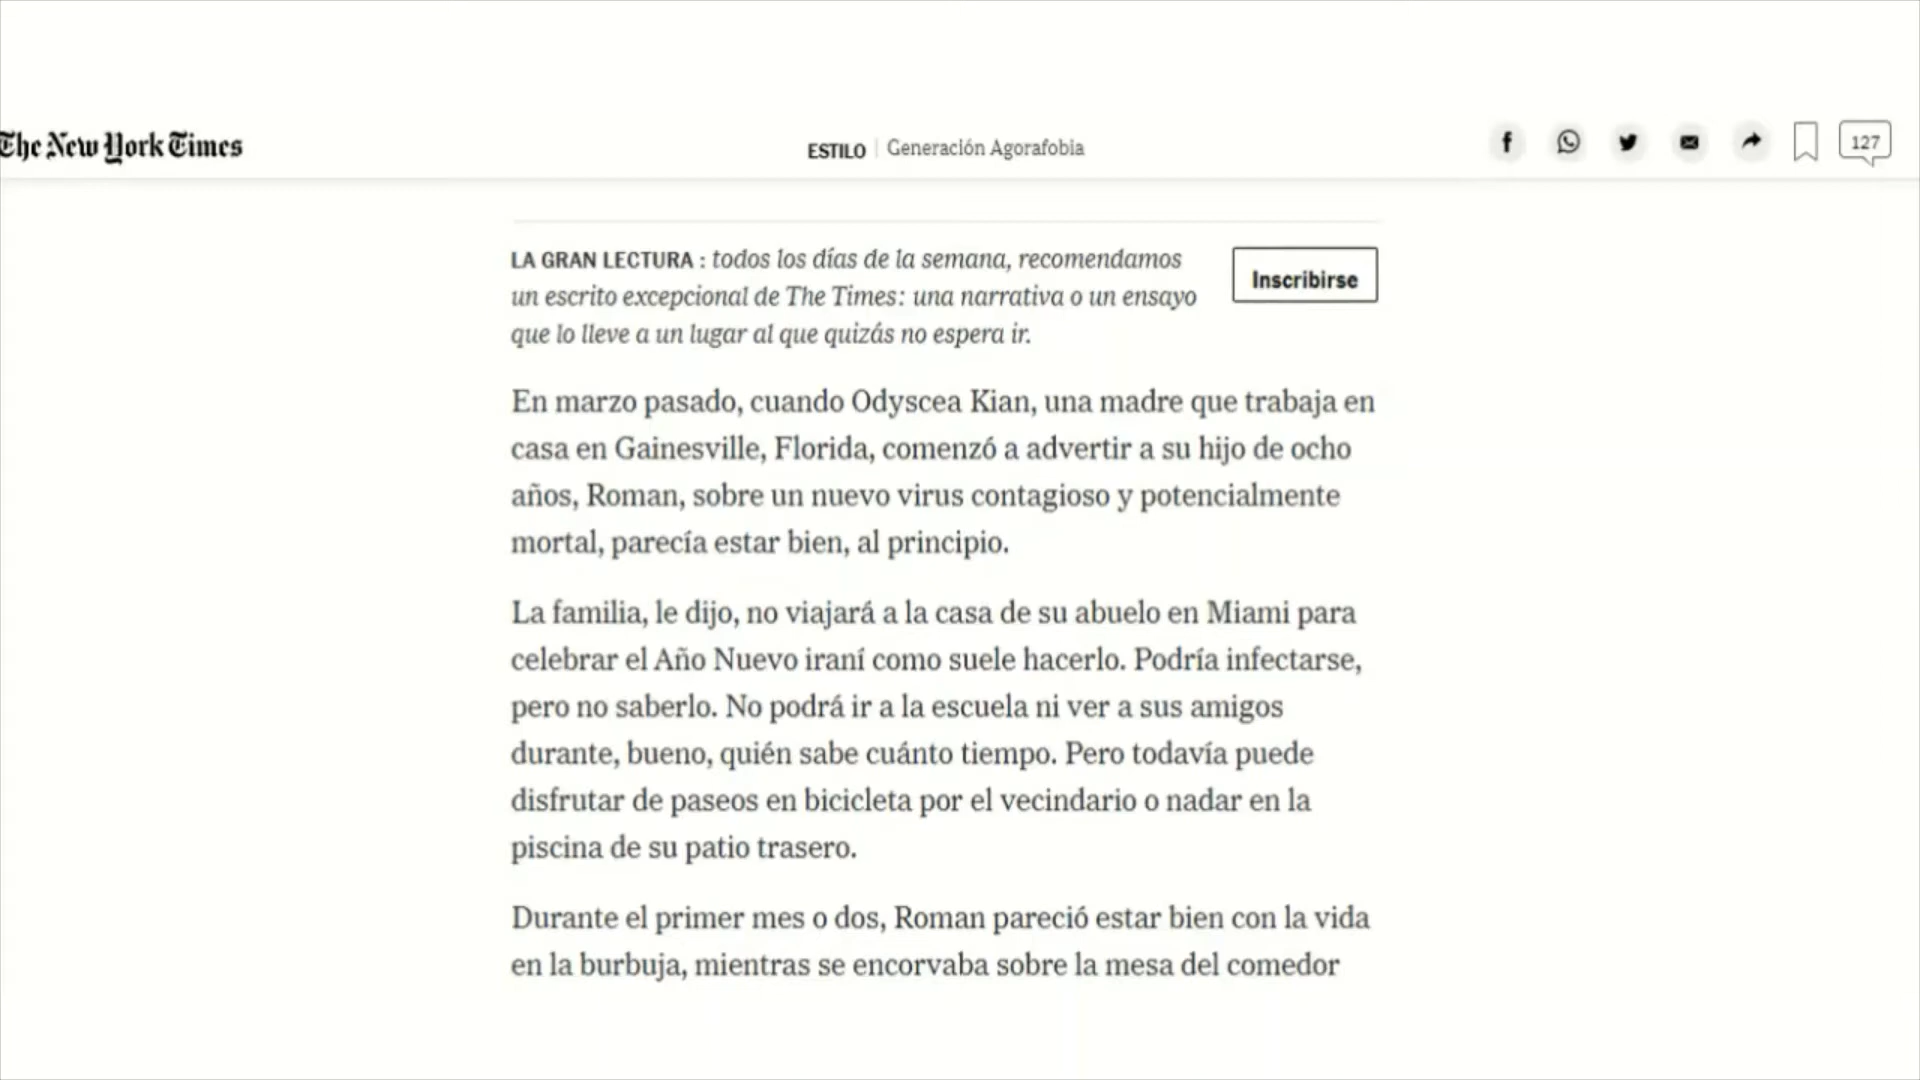 The New York Times
ESTILO | Generación Agorafobia
127
LA GRAN LECTURA : todos los días de la semana, recomendamos
un escrito excepcional de The Times: una narrativa o un ensayo
que lo lleve a un lugar al que quizás no espera ir.
Inscribirse
En marzo pasado, cuando Odyscea Kian, una madre que trabaja en
casa en Gainesville, Florida, comenzó a advertir a su hijo de ocho
años, Roman, sobre un nuevo virus contagioso y potencialmente
mortal, parecía estar bien, al principio.
La familia, le dijo, no viajará a la casa de su abuelo en Miami para
celebrar el Año Nuevo iraní como suele hacerlo. Podría infectarse,
pero no saberlo. No podrá ir a la escuela ni ver a sus amigos
durante, bueno, quién sabe cuánto tiempo. Pero todavía puede
disfrutar de paseos en bicicleta por el vecindario o nadar en la
piscina de su patio trasero.
Durante el primer mes o dos, Roman pareció estar bien con la vida
en la burbuja, mientras se encorvaba sobre la mesa del comedor